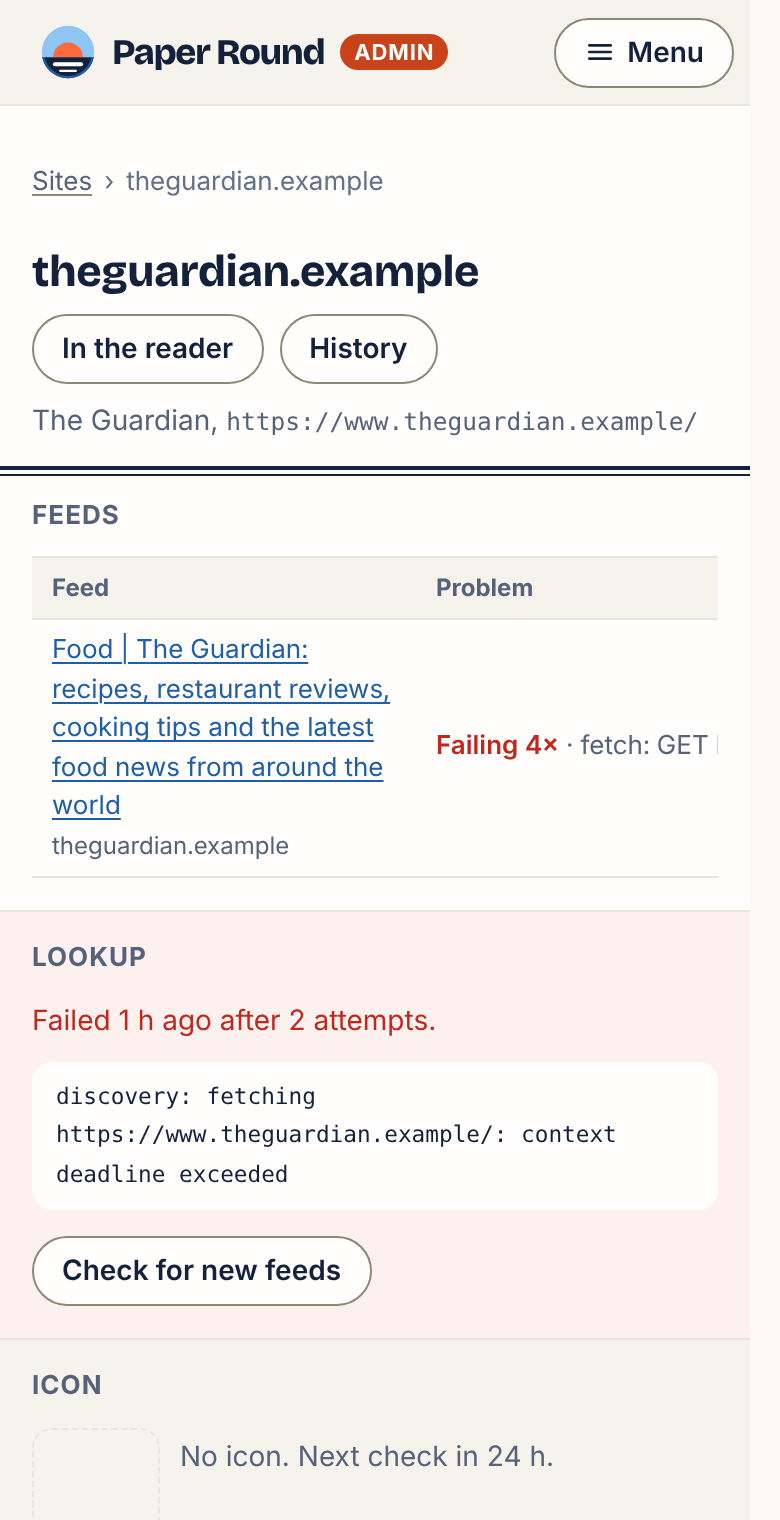 Paper Round ADMIN Menu
Sites › theguardian.example
theguardian.example
In the reader History
The Guardian, https://www.theguardian.example/
FEEDS
Feed Problem
Food | The Guardian:
recipes, restaurant reviews,
cooking tips and the latest
food news from around the
world
theguardian.example
Failing 4× · fetch: GET
LOOKUP
Failed 1 h ago after 2 attempts.
discovery: fetching
https://www.theguardian.example/: context
deadline exceeded
Check for new feeds
ICON
No icon. Next check in 24 h.